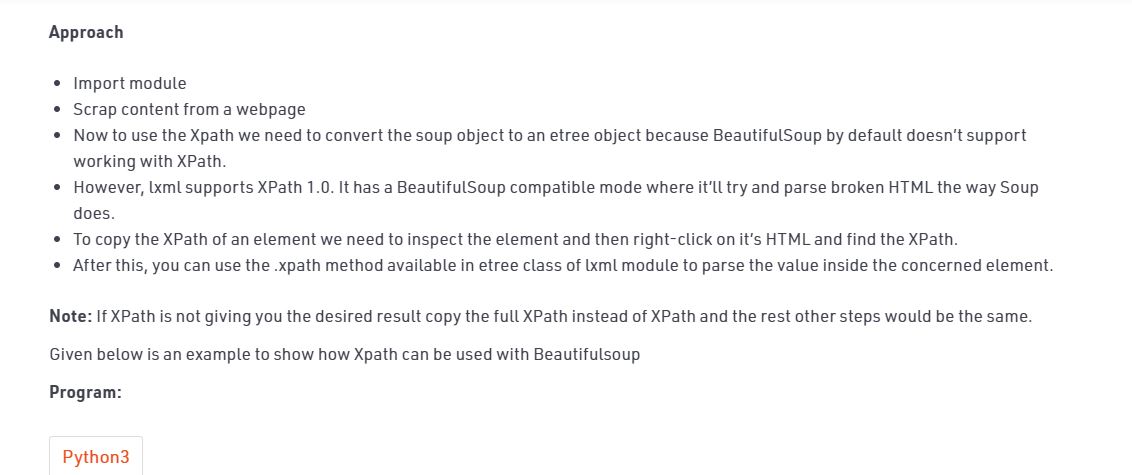 Approach
• Import module
• Scrap content from a webpage
• Now to use the Xpath we need to convert the soup object to an etree object because BeautifulSoup by default doesn't support
working with XPath.
• However, lxml supports XPath 1.0. It has a BeautifulSoup compatible mode where it'll try and parse broken HTML the way Soup
does.
• To copy the XPath of an element we need to inspect the element and then right-click on it's HTML and find the XPath.
• After this, you can use the .xpath method available in etree class of lxml module to parse the value inside the concerned element.
Note: If XPath is not giving you the desired result copy the full XPath instead of XPath and the rest other steps would be the same.
Given below is an example to show how Xpath can be used with Beautifulsoup
Program:
Python3